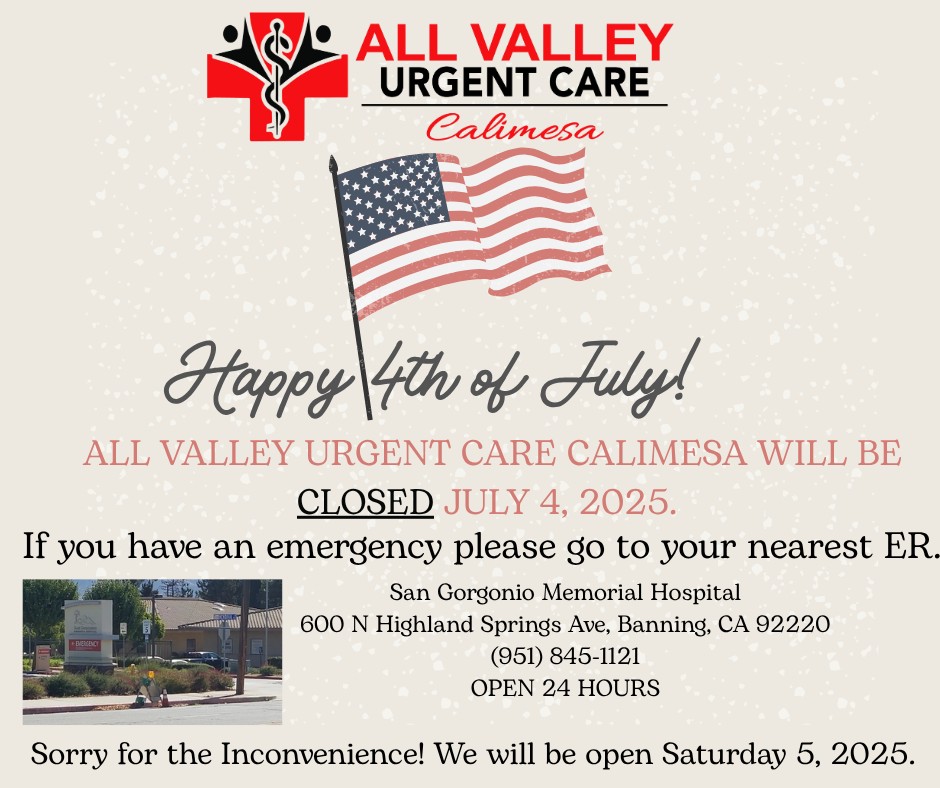 ALL VALLEY
URGENT CARE
Calimesa
Happy 4th of July!
ALL VALLEY URGENT CARE CALIMESA WILL BE
CLOSED JULY 4, 2025.
If you have an emergency please go to your nearest ER.
EMERGENCY
San Gorgonio Memorial Hospital
600 N Highland Springs Ave, Banning, CA 92220
(951) 845-1121
OPEN 24 HOURS
Sorry for the Inconvenience! We will be open Saturday 5, 2025.